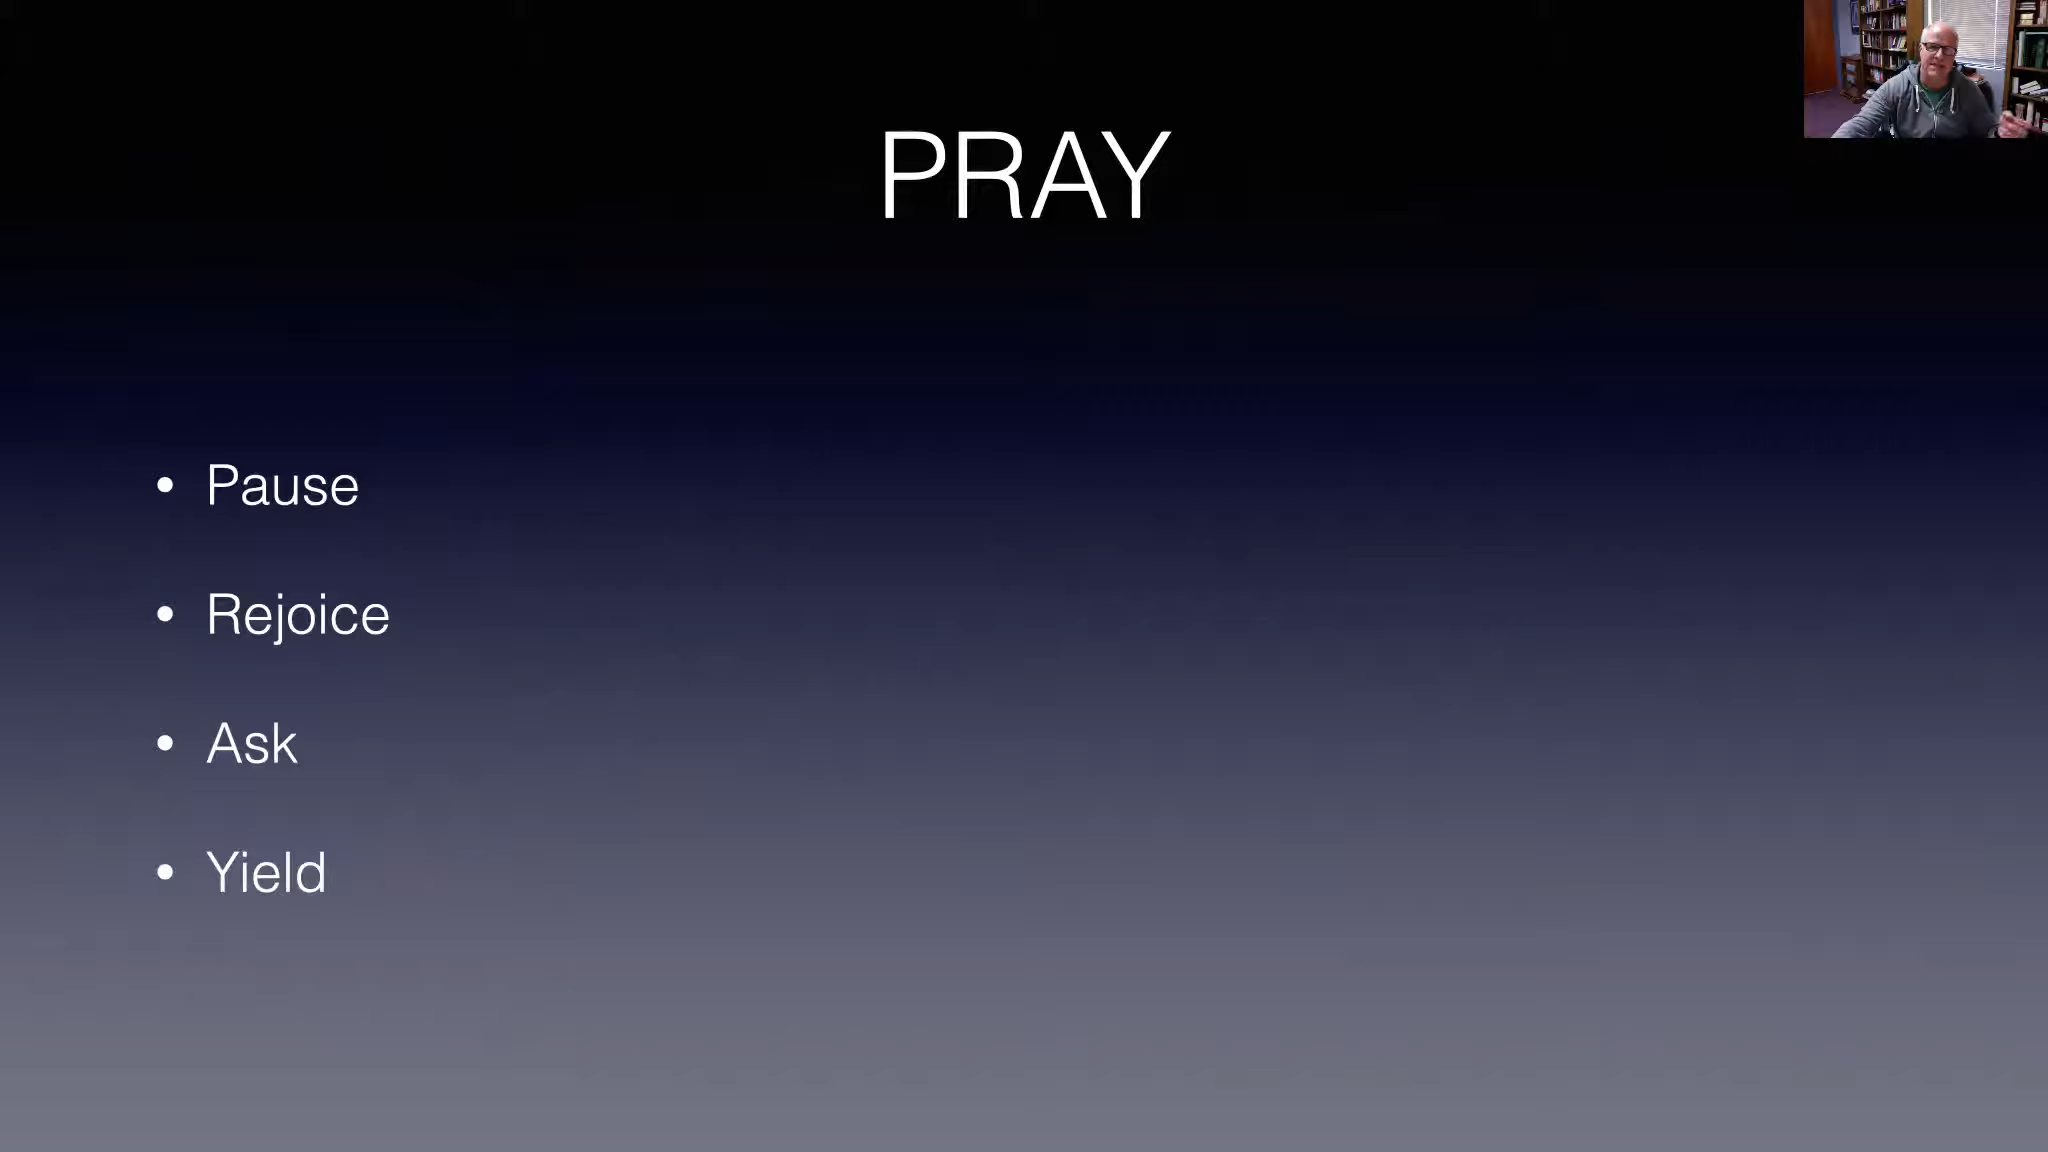 PRAY
• Pause
• Rejoice
• Ask
• Yield